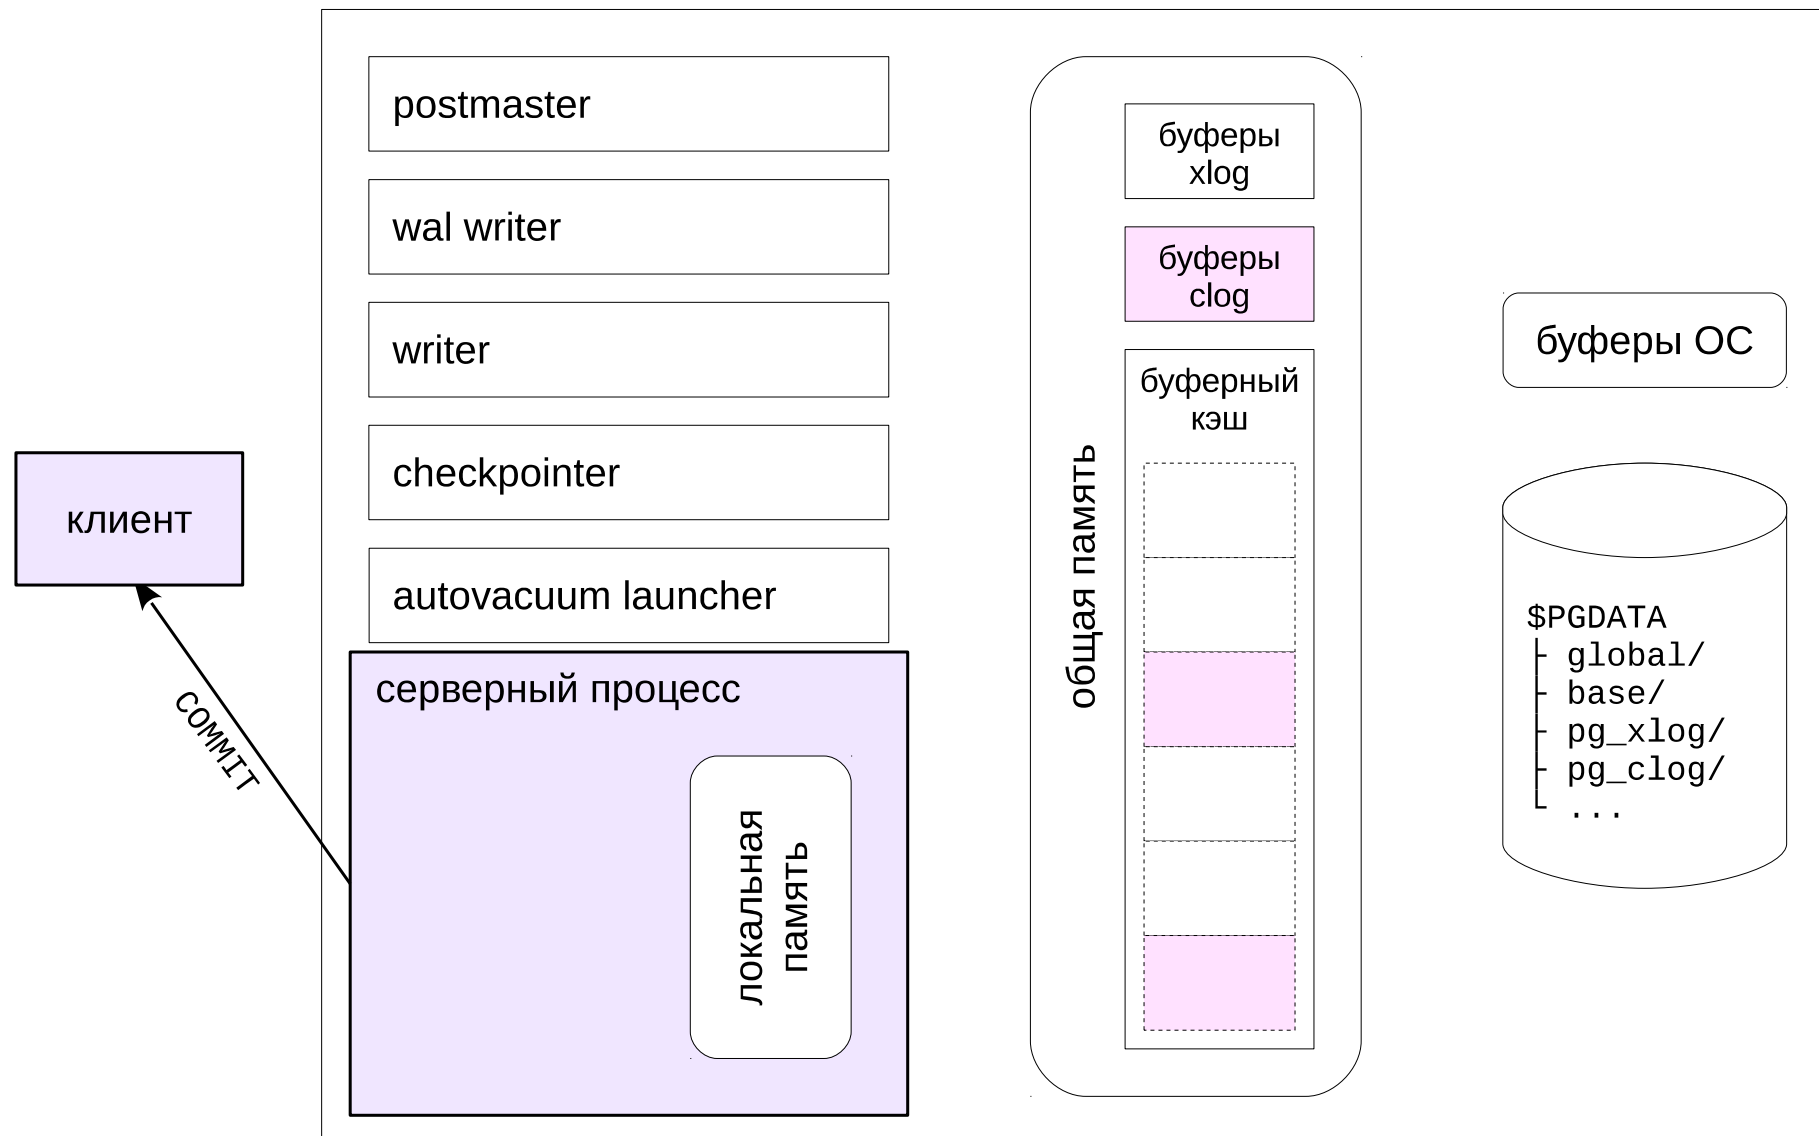 postmaster
wal writer
writer
checkpointer
autovacuum launcher
клиент
COMMIT
серверный процесс
локальная
память
общая память
буферы
xlog
буферы
clog
буферный
кэш
буферы ОС
$PGDATA
├ global/
├ base/
├ pg_xlog/
├ pg_clog/
└ ...